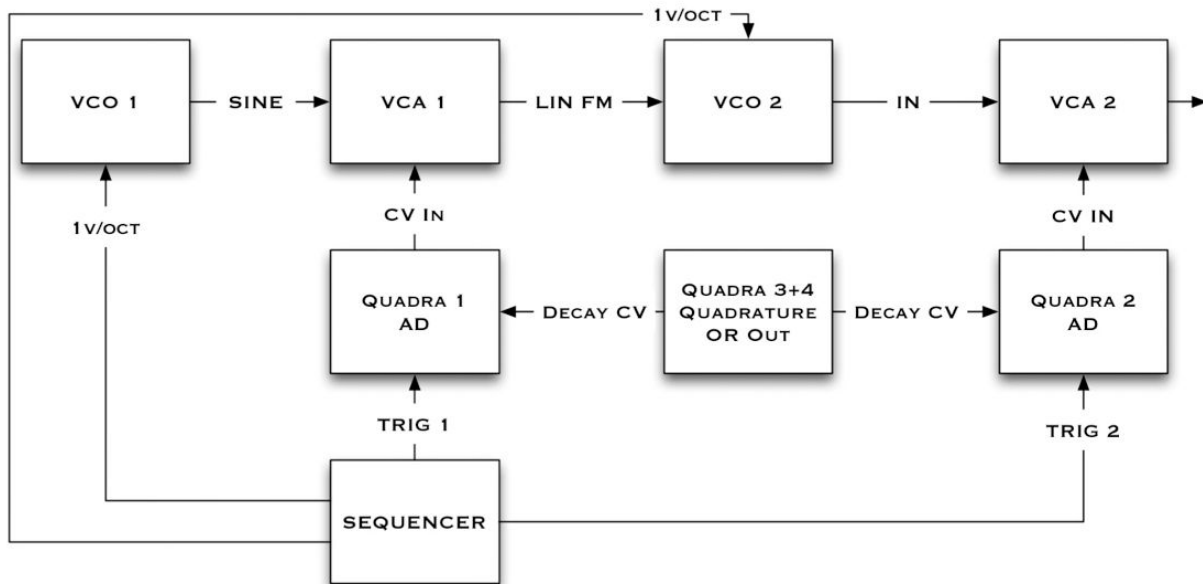 1V/OCT
VCO 1
SINE
VCA 1
LIN FM
VCO 2
IN
VCA 2
1V/OCT
CV IN
CV IN
QUADRA 1
AD
DECAY CV
QUADRA 3+4
QUADRATURE
OR OUT
DECAY CV
QUADRA 2
AD
TRIG 1
TRIG 2
SEQUENCER